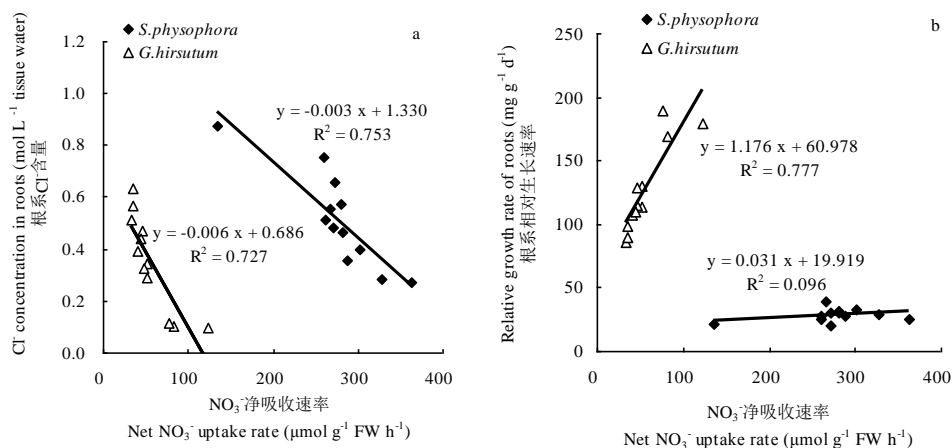 S.physophora
G.hirsutum
a
1.2
1.0
0.8
0.6
0.4
0.2
0.0
Cl⁻ concentration in roots (mol L⁻¹ tissue water)
根系Cl⁻含量
y = -0.003 x + 1.330
R² = 0.753
y = -0.006 x + 0.686
R² = 0.727
0 100 200 300 400
NO₃⁻净吸收速率
Net NO₃⁻ uptake rate (μmol g⁻¹ FW h⁻¹)
S.physophora
G.hirsutum
b
250
200
150
100
50
0
Relative growth rate of roots (mg g⁻¹ d⁻¹)
根系相对生长速率
y = 1.176 x + 60.978
R² = 0.777
y = 0.031 x + 19.919
R² = 0.096
0 100 200 300 400
NO₃⁻净吸收速率
Net NO₃⁻ uptake rate (μmol g⁻¹ FW h⁻¹)